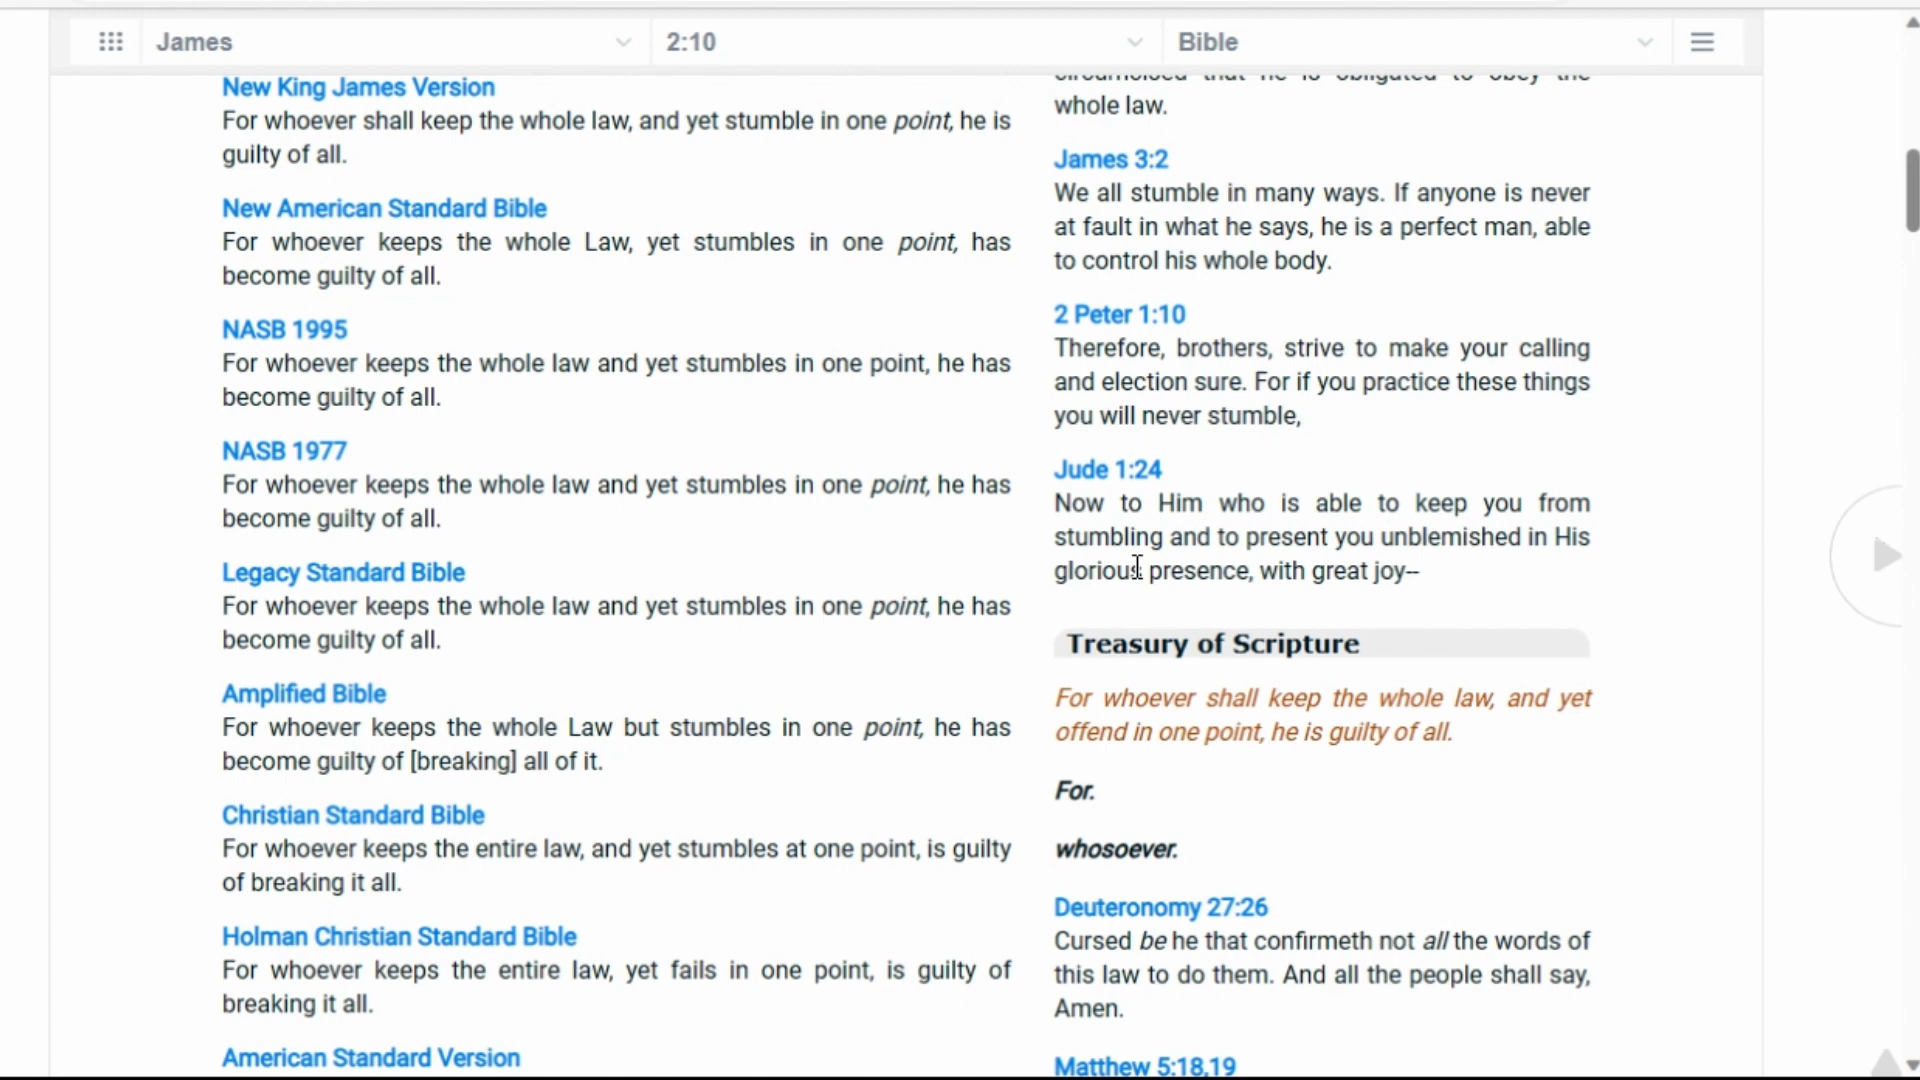 James
2:10
Bible
New King James Version
For whoever shall keep the whole law, and yet stumble in one point, he is
guilty of all.
New American Standard Bible
For whoever keeps the whole Law, yet stumbles in one point, has
become guilty of all.
NASB 1995
For whoever keeps the whole law and yet stumbles in one point, he has
become guilty of all.
NASB 1977
For whoever keeps the whole law and yet stumbles in one point, he has
become guilty of all.
Legacy Standard Bible
For whoever keeps the whole law and yet stumbles in one point, he has
become guilty of all.
Amplified Bible
For whoever keeps the whole Law but stumbles in one point, he has
become guilty of [breaking] all of it.
Christian Standard Bible
For whoever keeps the entire law, and yet stumbles at one point, is guilty
of breaking it all.
Holman Christian Standard Bible
For whoever keeps the entire law, yet fails in one point, is guilty of
breaking it all.
American Standard Version
circumcised that he is obligated to obey the
whole law.
James 3:2
We all stumble in many ways. If anyone is never
at fault in what he says, he is a perfect man, able
to control his whole body.
2 Peter 1:10
Therefore, brothers, strive to make your calling
and election sure. For if you practice these things
you will never stumble,
Jude 1:24
Now to Him who is able to keep you from
stumbling and to present you unblemished in His
glorious presence, with great joy--
Treasury of Scripture
For whoever shall keep the whole law, and yet
offend in one point, he is guilty of all.
For.
whosoever.
Deuteronomy 27:26
Cursed be he that confirmeth not all the words of
this law to do them. And all the people shall say,
Amen.
Matthew 5:18,19